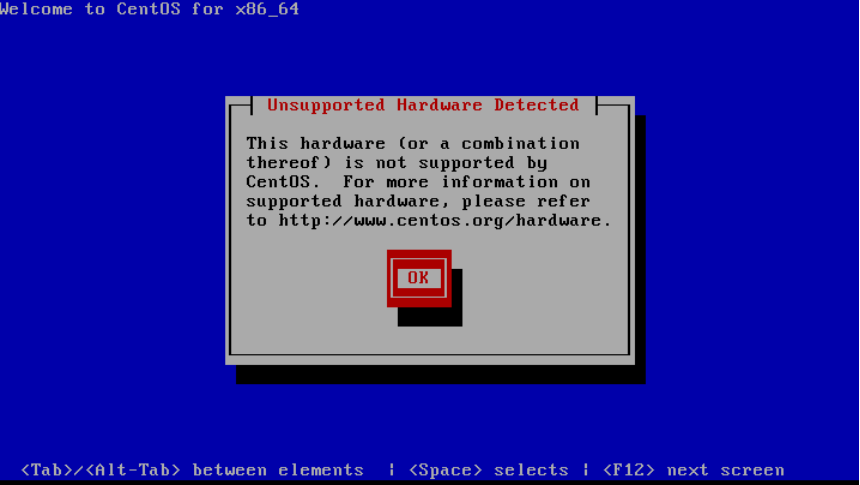 Welcome to CentOS for x86_64
Unsupported Hardware Detected
This hardware (or a combination
thereof) is not supported by
CentOS.  For more information on
supported hardware, please refer
to http://www.centos.org/hardware.
OK
<Tab>/<Alt-Tab> between elements  | <Space> selects | <F12> next screen